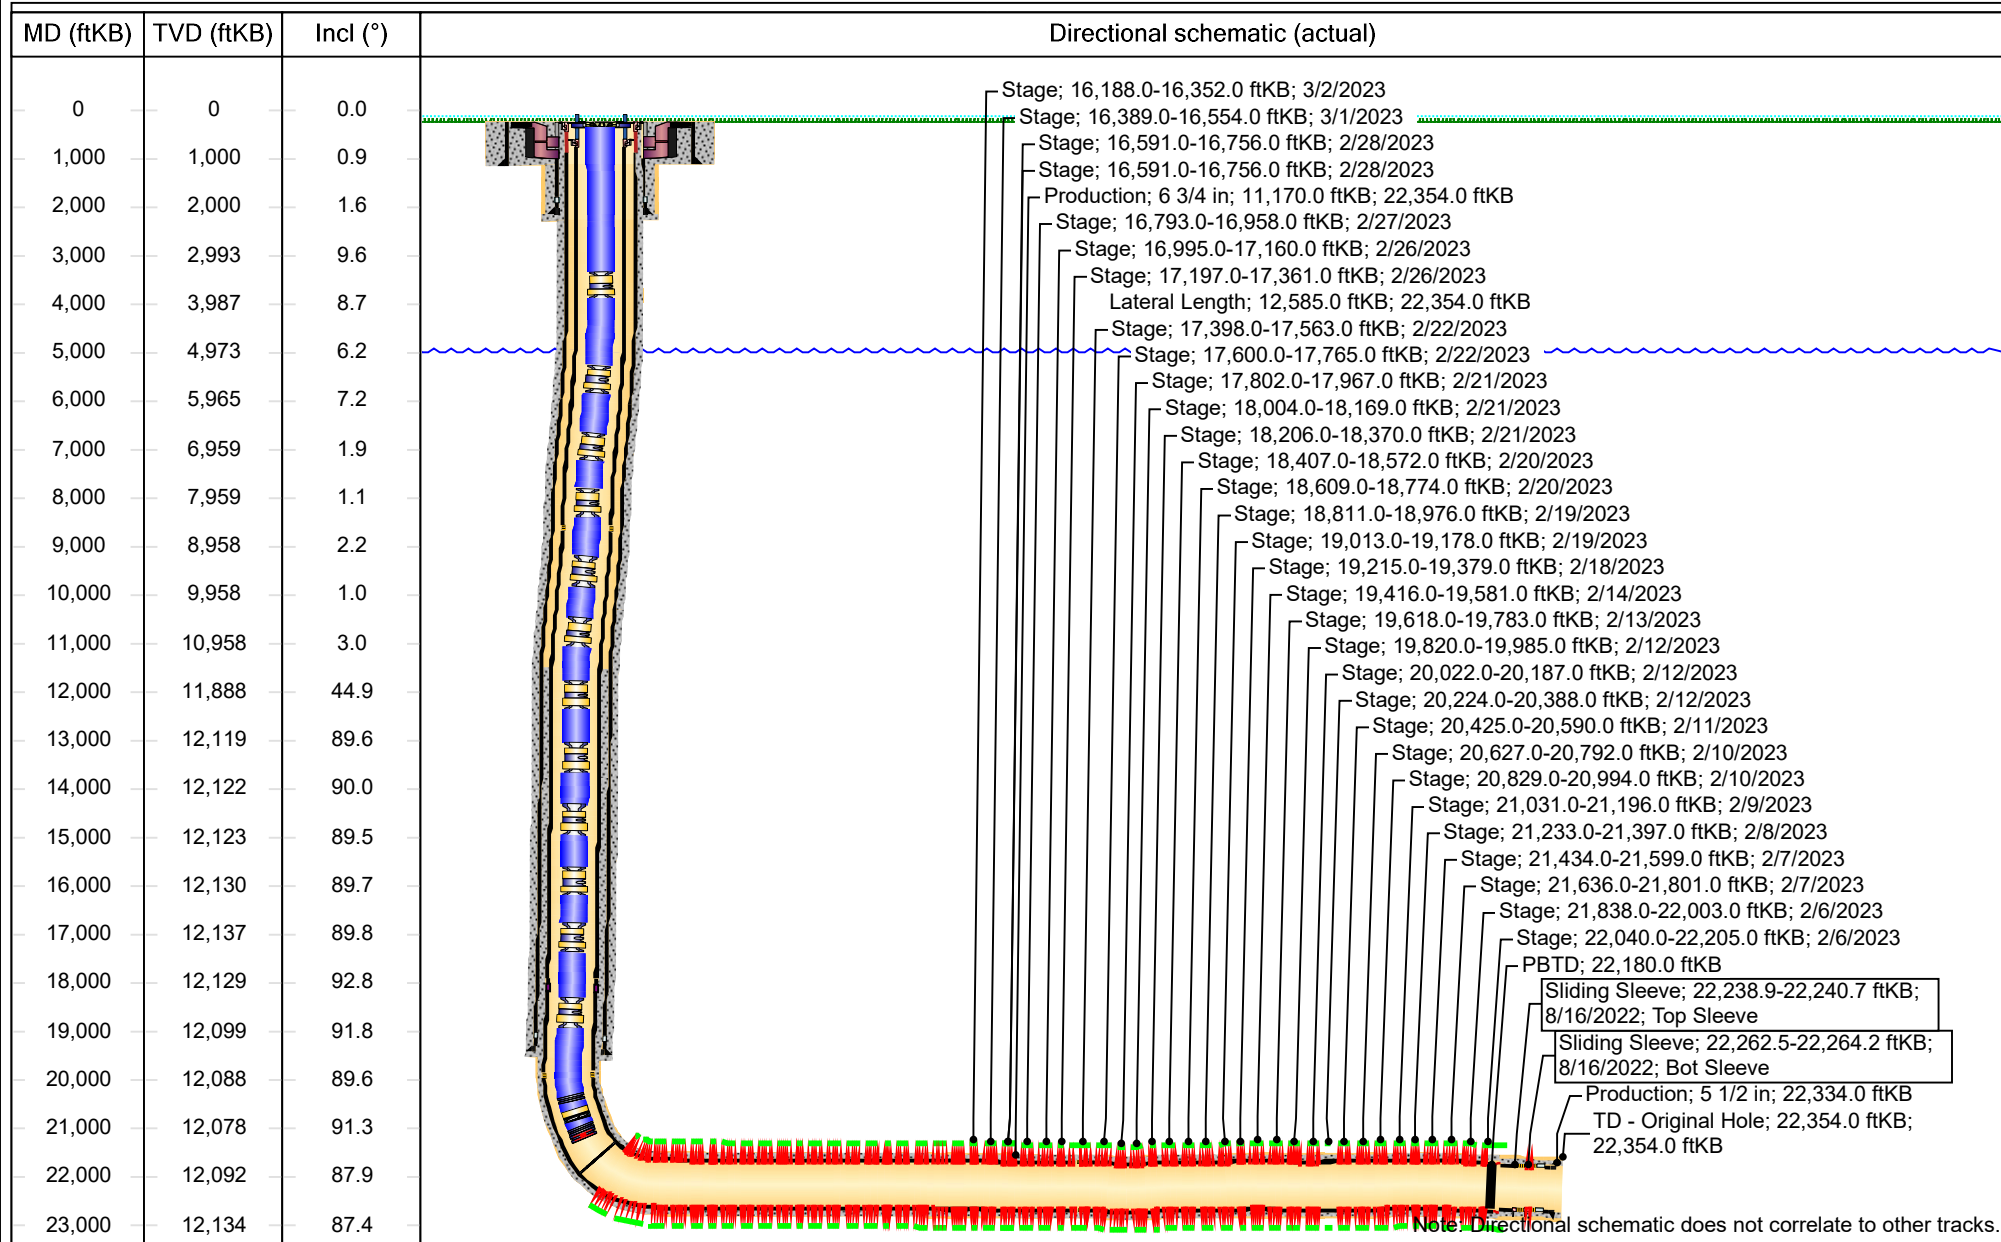 MD (ftKB) TVD (ftKB) Incl (°) Directional schematic (actual)
0 0 0.0
1,000 1,000 0.9
2,000 2,000 1.6
3,000 2,993 9.6
4,000 3,987 8.7
5,000 4,973 6.2
6,000 5,965 7.2
7,000 6,959 1.9
8,000 7,959 1.1
9,000 8,958 2.2
10,000 9,958 1.0
11,000 10,958 3.0
12,000 11,888 44.9
13,000 12,119 89.6
14,000 12,122 90.0
15,000 12,123 89.5
16,000 12,130 89.7
17,000 12,137 89.8
18,000 12,129 92.8
19,000 12,099 91.8
20,000 12,088 89.6
21,000 12,078 91.3
22,000 12,092 87.9
23,000 12,134 87.4
Stage; 16,188.0-16,352.0 ftKB; 3/2/2023
Stage; 16,389.0-16,554.0 ftKB; 3/1/2023
Stage; 16,591.0-16,756.0 ftKB; 2/28/2023
Stage; 16,591.0-16,756.0 ftKB; 2/28/2023
Production; 6 3/4 in; 11,170.0 ftKB; 22,354.0 ftKB
Stage; 16,793.0-16,958.0 ftKB; 2/27/2023
Stage; 16,995.0-17,160.0 ftKB; 2/26/2023
Stage; 17,197.0-17,361.0 ftKB; 2/26/2023
Lateral Length; 12,585.0 ftKB; 22,354.0 ftKB
Stage; 17,398.0-17,563.0 ftKB; 2/22/2023
Stage; 17,600.0-17,765.0 ftKB; 2/22/2023
Stage; 17,802.0-17,967.0 ftKB; 2/21/2023
Stage; 18,004.0-18,169.0 ftKB; 2/21/2023
Stage; 18,206.0-18,370.0 ftKB; 2/21/2023
Stage; 18,407.0-18,572.0 ftKB; 2/20/2023
Stage; 18,609.0-18,774.0 ftKB; 2/20/2023
Stage; 18,811.0-18,976.0 ftKB; 2/19/2023
Stage; 19,013.0-19,178.0 ftKB; 2/19/2023
Stage; 19,215.0-19,379.0 ftKB; 2/18/2023
Stage; 19,416.0-19,581.0 ftKB; 2/14/2023
Stage; 19,618.0-19,783.0 ftKB; 2/13/2023
Stage; 19,820.0-19,985.0 ftKB; 2/12/2023
Stage; 20,022.0-20,187.0 ftKB; 2/12/2023
Stage; 20,224.0-20,388.0 ftKB; 2/12/2023
Stage; 20,425.0-20,590.0 ftKB; 2/11/2023
Stage; 20,627.0-20,792.0 ftKB; 2/10/2023
Stage; 20,829.0-20,994.0 ftKB; 2/10/2023
Stage; 21,031.0-21,196.0 ftKB; 2/9/2023
Stage; 21,233.0-21,397.0 ftKB; 2/8/2023
Stage; 21,434.0-21,599.0 ftKB; 2/7/2023
Stage; 21,636.0-21,801.0 ftKB; 2/7/2023
Stage; 21,838.0-22,003.0 ftKB; 2/6/2023
Stage; 22,040.0-22,205.0 ftKB; 2/6/2023
PBTD; 22,180.0 ftKB
Sliding Sleeve; 22,238.9-22,240.7 ftKB;
8/16/2022; Top Sleeve
Sliding Sleeve; 22,262.5-22,264.2 ftKB;
8/16/2022; Bot Sleeve
Production; 5 1/2 in; 22,334.0 ftKB
TD - Original Hole; 22,354.0 ftKB;
22,354.0 ftKB
Note: Directional schematic does not correlate to other tracks.